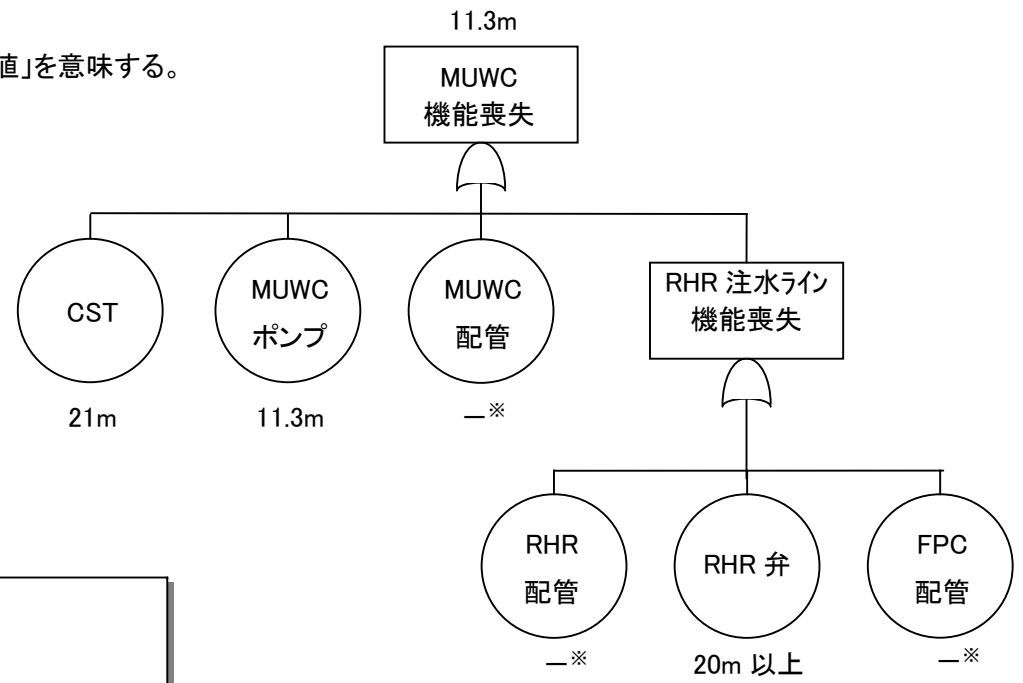 11.3m
値」を意味する。
MUWC
機能喪失
CST
MUWC
ポンプ
MUWC
配管
RHR 注水ライン
機能喪失
21m
11.3m
―※
RHR
配管
RHR 弁
FPC
配管
―※
20m 以上
―※